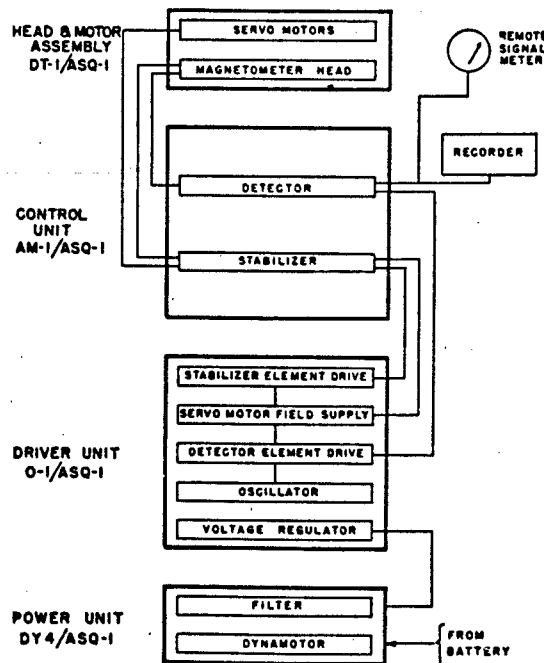 HEAD & MOTOR
ASSEMBLY
DT-1/ASQ-1
SERVO MOTORS
MAGNETOMETER HEAD
REMOTE
SIGNAL
METER
RECORDER
DETECTOR
CONTROL
UNIT
AM-1/ASQ-1
STABILIZER
STABILIZER ELEMENT DRIVE
SERVO MOTOR FIELD SUPPLY
DETECTOR ELEMENT DRIVE
DRIVER UNIT
O-1/ASQ-1
OSCILLATOR
VOLTAGE REGULATOR
POWER UNIT
DY4/ASQ-1
FILTER
DYNAMOTOR
FROM
BATTERY